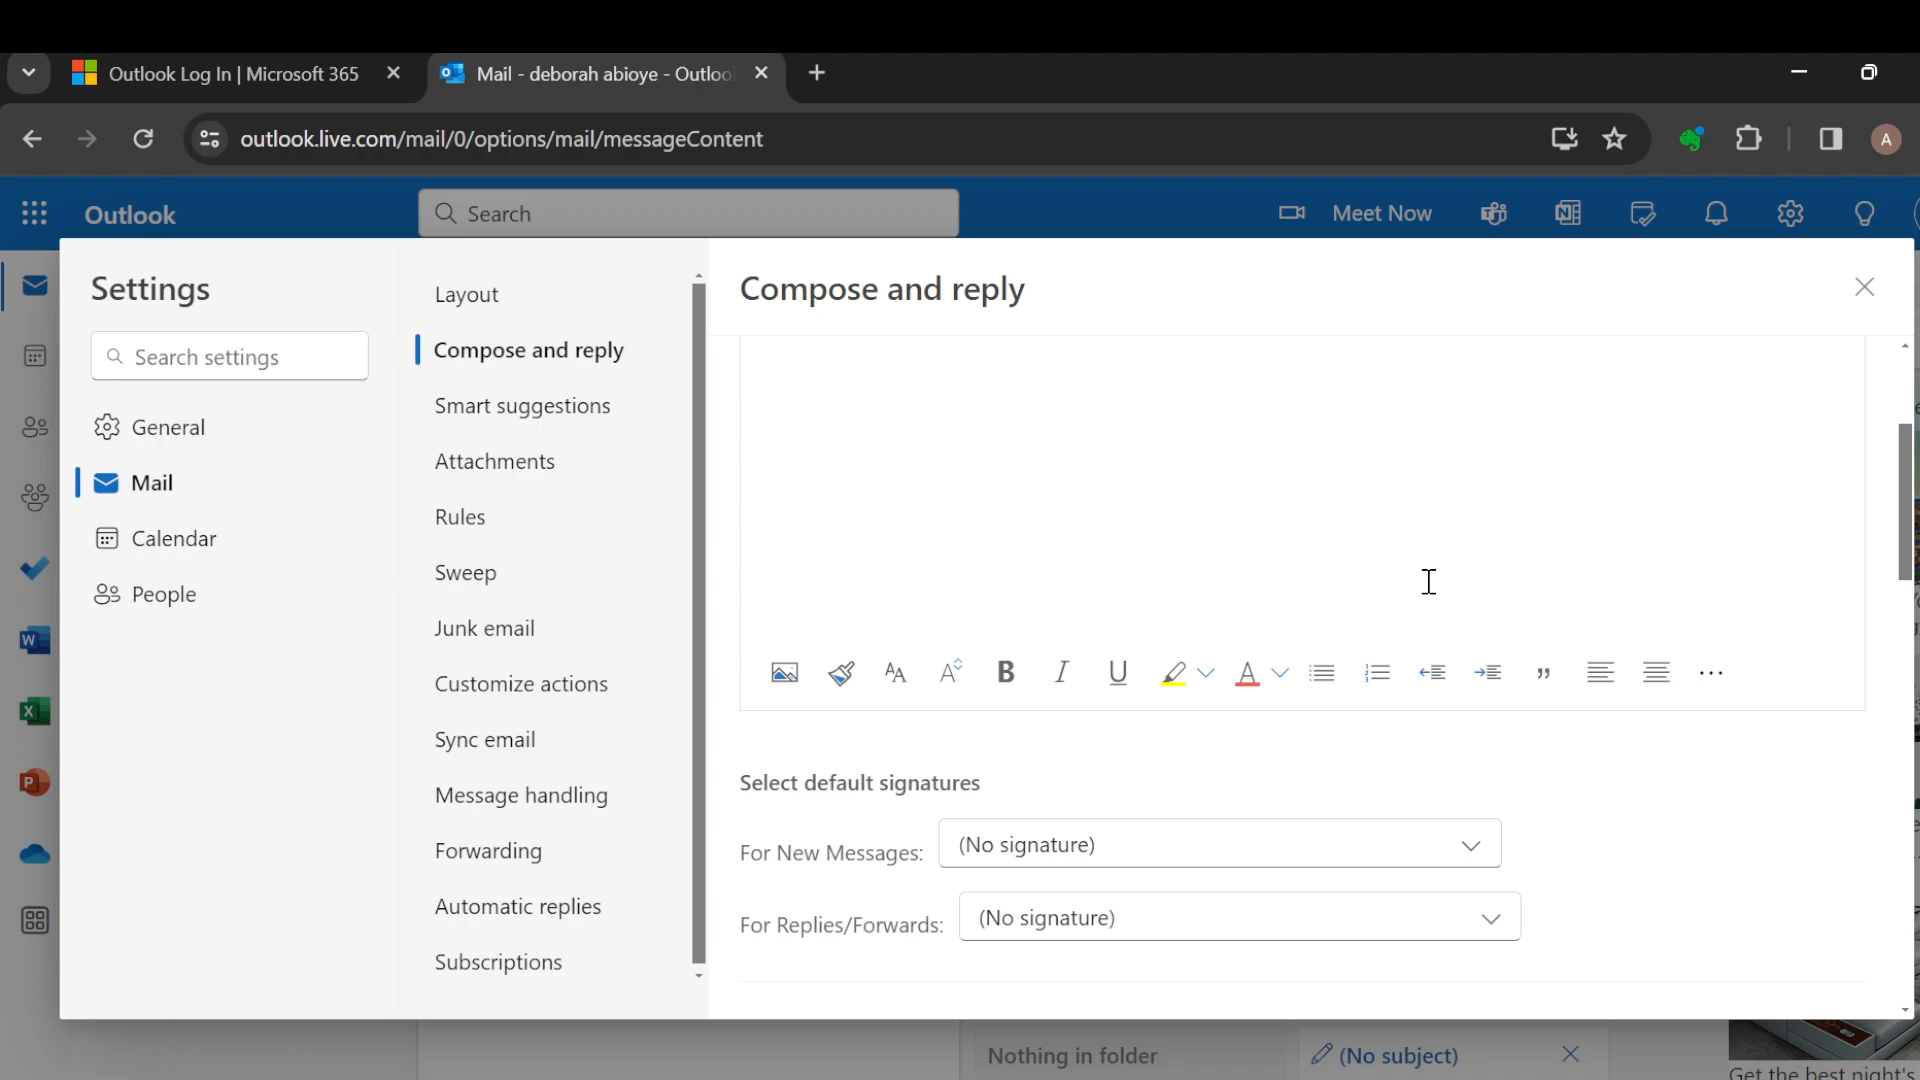 Outlook Log In | Microsoft 365
Mail - deborah abioye - Outloo
outlook.live.com/mail/0/options/mail/messageContent
A
Outlook
Search
Meet Now
Settings
Search settings
General
Mail
Calendar
People
Layout
Compose and reply
Smart suggestions
Attachments
Rules
Sweep
Junk email
Customize actions
Sync email
Message handling
Forwarding
Automatic replies
Subscriptions
Compose and reply
Select default signatures
For New Messages: (No signature)
For Replies/Forwards: (No signature)
Nothing in folder
(No subject)
Get the best night's